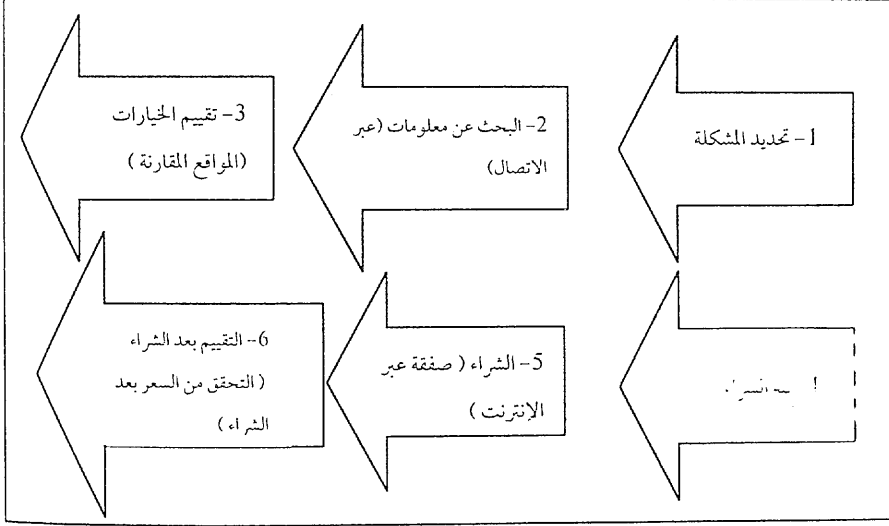 1- تحديد المشكلة
2- البحث عن معلومات (عبر
الاتصال)
3- تقييم الخيارات
(المواقع المقارنة )
5- الشراء ( صفقة عبر
الإنترنت )
6- التقييم بعد الشراء
( التحقق من السعر بعد
الشراء )